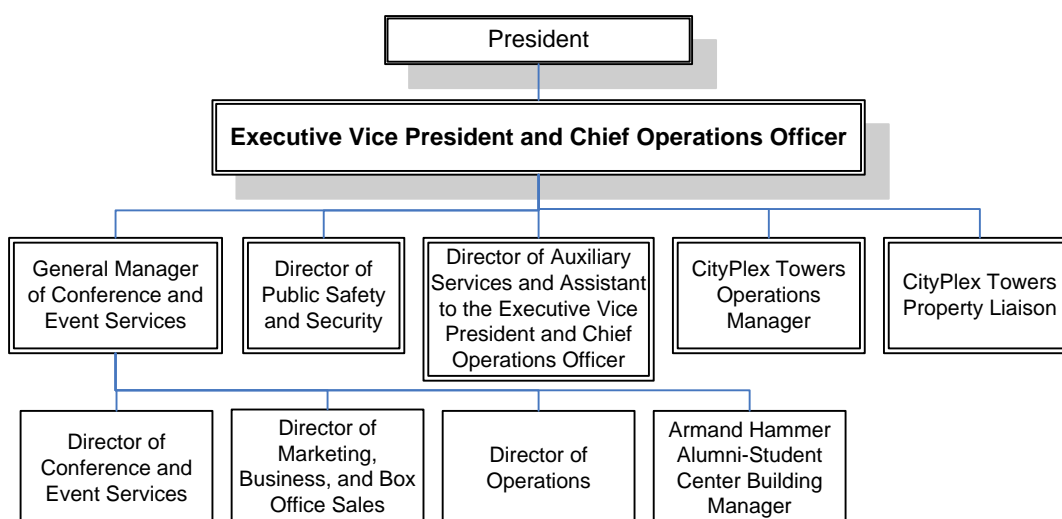 President
Executive Vice President and Chief Operations Officer
General Manager
of Conference and
Event Services
Director of
Public Safety
and Security
Director of Auxiliary
Services and Assistant
to the Executive Vice
President and Chief
Operations Officer
CityPlex Towers
Operations
Manager
CityPlex Towers
Property Liaison
Director of
Conference and
Event Services
Director of
Marketing,
Business, and Box
Office Sales
Director of
Operations
Armand Hammer
Alumni-Student
Center Building
Manager